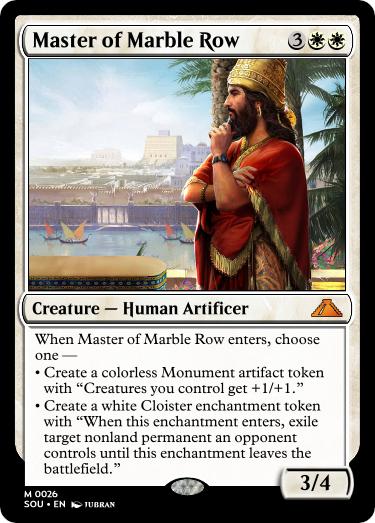 Master of Marble Row 3
Creature — Human Artificer
When Master of Marble Row enters, choose
one —
• Create a colorless Monument artifact token
with “Creatures you control get +1/+1.”
• Create a white Cloister enchantment token
with “When this enchantment enters, exile
target nonland permanent an opponent
controls until this enchantment leaves the
battlefield.”
3/4
M 0026
SOU • EN JUBRAN